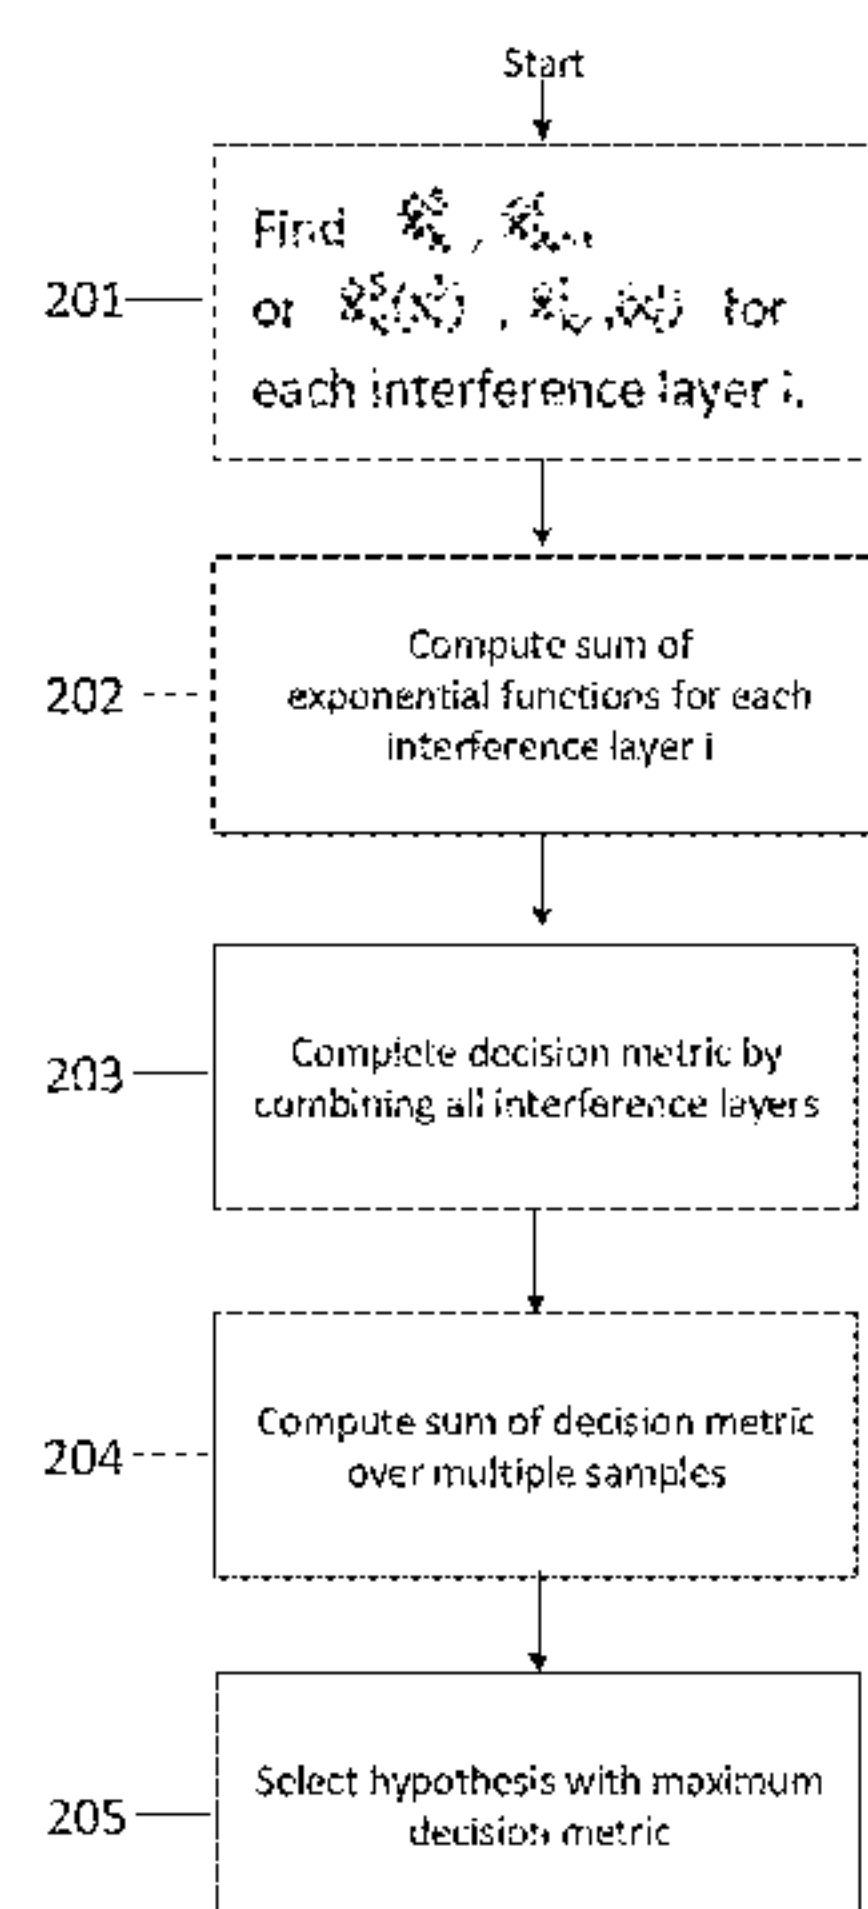 Start
201
Find
or for
each interference layer i.
202
Compute sum of
exponential functions for each
interference layer i
203
Complete decision metric by
combining all interference layers
204
Compute sum of decision metric
over multiple samples
205
Select hypothesis with maximum
decision metric